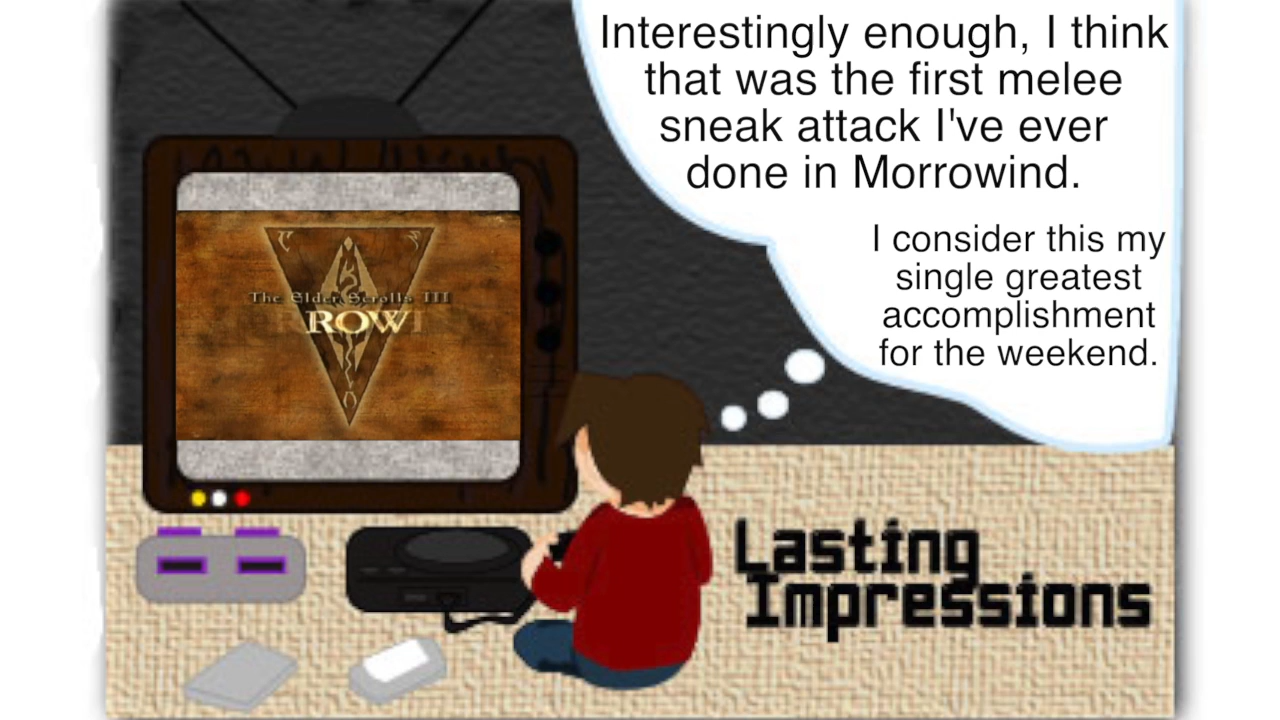 Interestingly enough, I think
that was the first melee
sneak attack I've ever
done in Morrowind.
I consider this my
single greatest
accomplishment
for the weekend.
The Elder Scrolls III
ROW
Lasting
Impressions